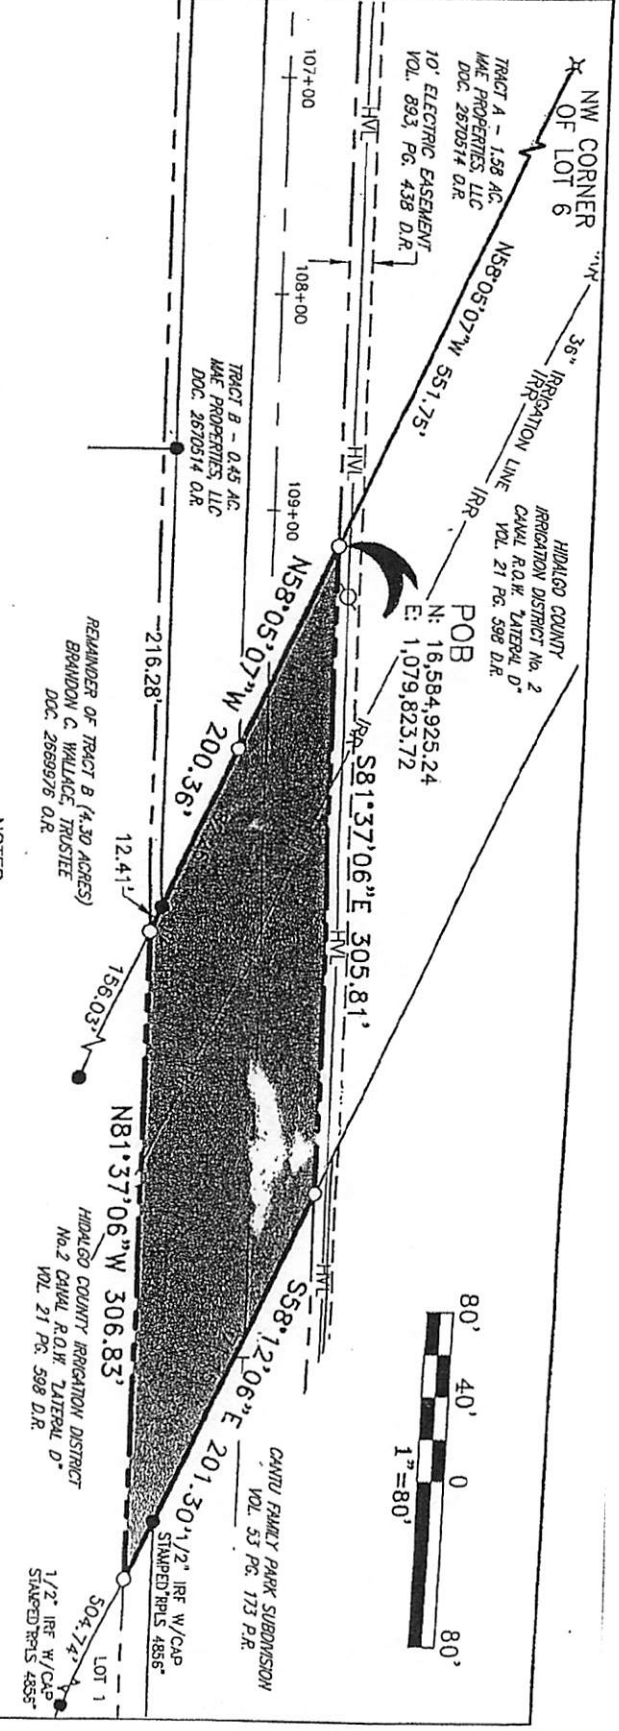 NW CORNER
OF LOT 6
TRACT A - 1.58 AC.
MAE PROPERTIES, LLC
DOC. 2670514 O.R.
10' ELECTRIC EASEMENT
VOL. 893, PG. 438 D.R.
107+00
HVL
N58°05'07"W 551.75'
36" IRRIGATION LINE
IRR
IRR
HIDALGO COUNTY
IRRIGATION DISTRICT No. 2
CANAL R.O.W. "LATERAL D"
VOL. 21 PG. 598 D.R.
108+00
HVL
TRACT B - 0.45 AC.
MAE PROPERTIES, LLC
DOC. 2670514 O.R.
109+00
POB
N: 16,584,925.24
E: 1,079,823.72
N58°05'07"W 200.36'
IRR
S81°37'06"E 305.81'
HVL
216.28'
REMAINDER OF TRACT B (4.30 ACRES)
BRANDON C. WALLACE, TRUSTEE
DOC. 2669976 O.R.
12.41'
156.03'
N81°37'06"W 306.83'
HIDALGO COUNTY IRRIGATION DISTRICT
No.2 CANAL R.O.W. "LATERAL D"
VOL. 21 PG. 598 D.R.
HVL
S58°12'06"E 201.30'
80' 40' 0 80'
1"=80'
CANTU FAMILY PARK SUBDIVISION
VOL. 53 PG. 173 P.R.
1/2" IRF W/CAP
STAMPED"RPLS 4856"
LOT 1
504.74'
1/2" IRF W/CAP
STAMPED"RPLS 4856"